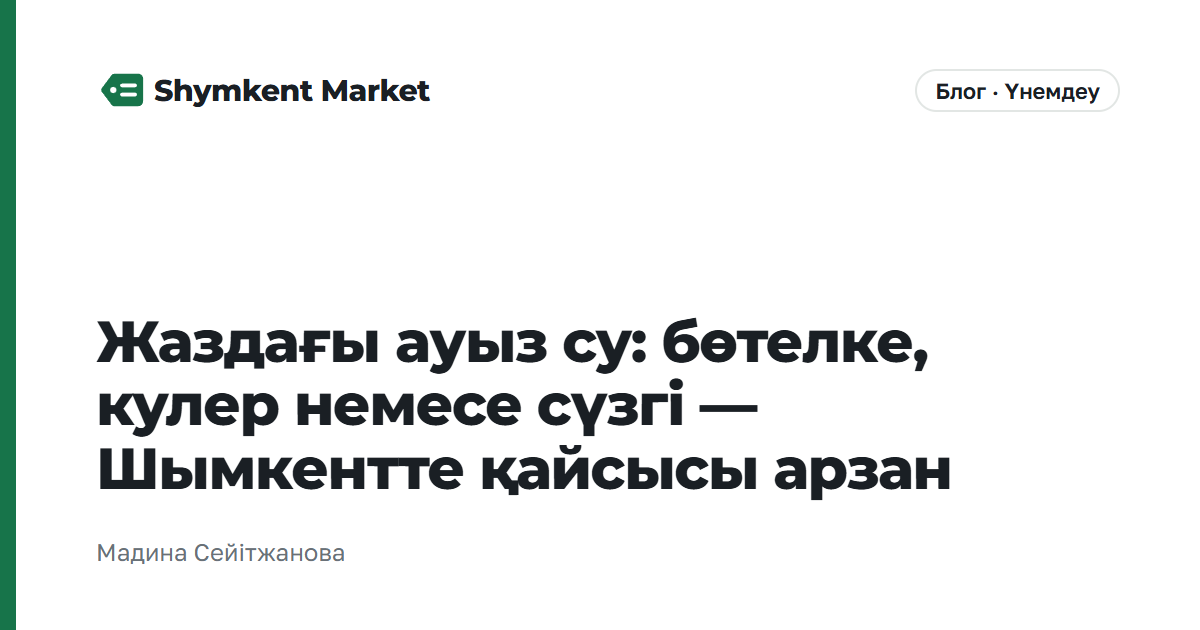 Shymkent Market
Блог · Үнемдеу
Жаздағы ауыз су: бөтелке,
кулер немесе сүзгі —
Шымкентте қайсысы арзан
Мадина Сейітжанова